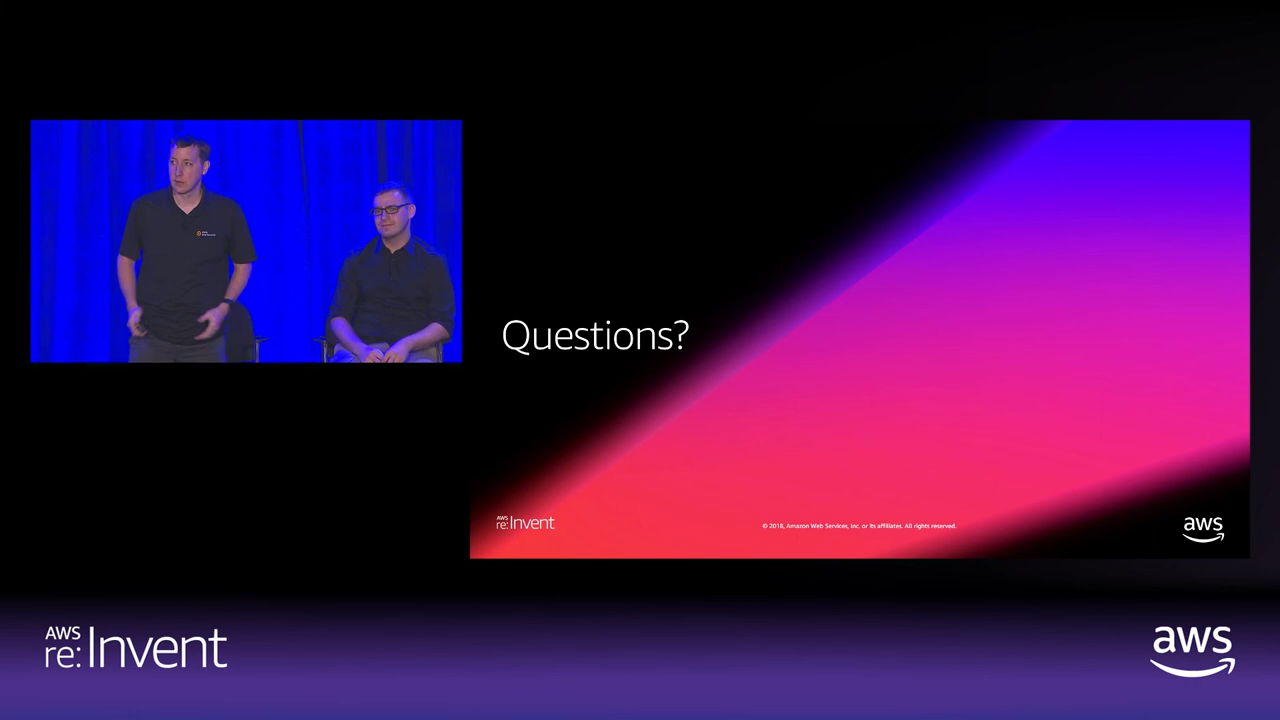 Questions?
AWS
re:Invent
© 2018, Amazon Web Services, Inc. or its affiliates. All rights reserved.
aws
AWS
re:Invent
aws